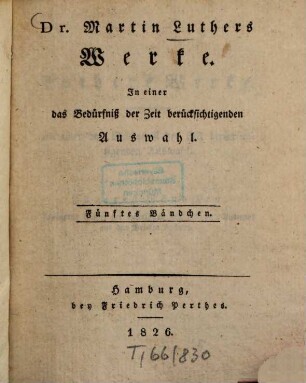 Dr. Martin Luthers
Werke.
In einer
das Bedürfniß der Zeit berücksichtigenden
Auswahl.
Fünftes Bändchen.
Hamburg,
bey Friedrich Perthes.
1826.
T, 66/830